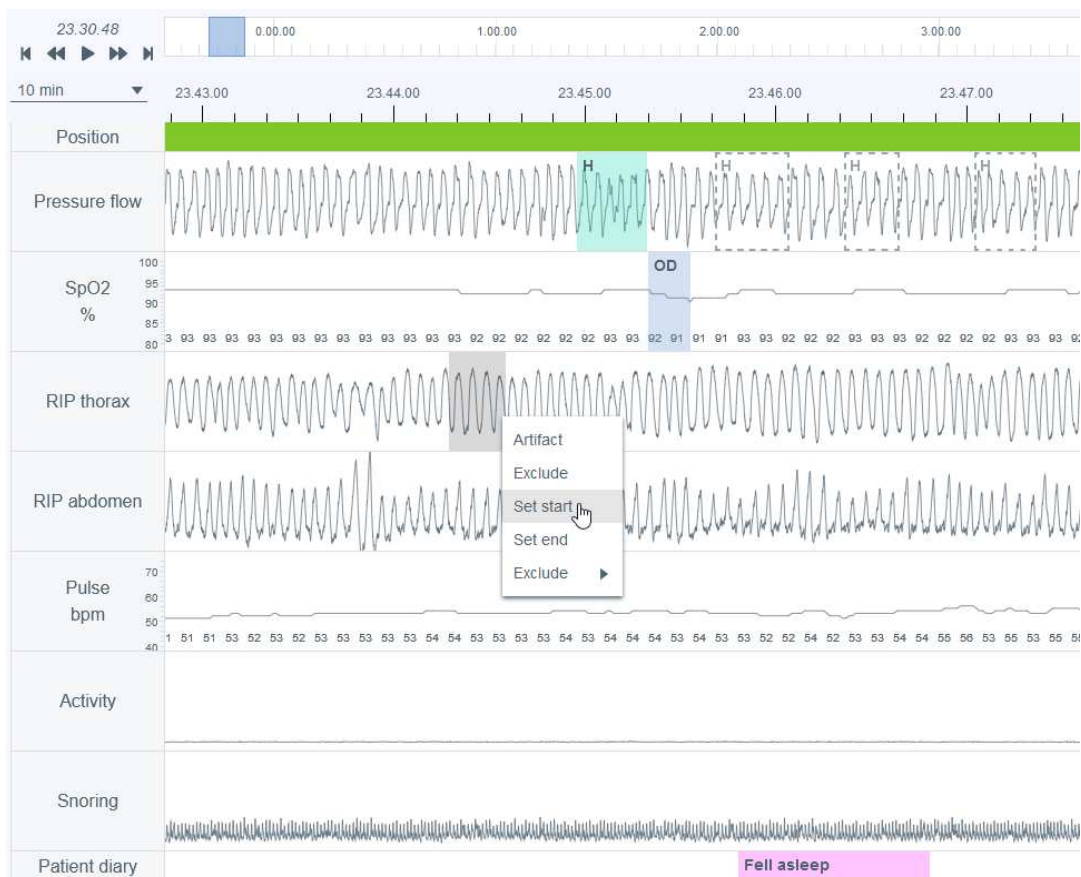 23.30.48
0.00.00 1.00.00 2.00.00 3.00.00
10 min
23.43.00 23.44.00 23.45.00 23.46.00 23.47.00
Position
Pressure flow
H H H H
SpO2
%
100
95
90
85
80
OD
93 93 93 93 93 93 93 93 93 93 93 93 93 92 92 92 93 92 92 93 93 92 91 91 91 93 93 92 92 92 93 93 92 92 92 92 92 93 93 93
RIP thorax
Artifact
Exclude
Set start
Set end
Exclude
RIP abdomen
Pulse
bpm
70
60
50
40
51 51 53 52 53 52 53 53 53 53 53 54 54 53 53 53 53 54 53 54 53 54 53 54 53 53 52 52 54 52 53 53 54 54 55 56 53 55 53 55
Activity
Snoring
Patient diary
Fell asleep